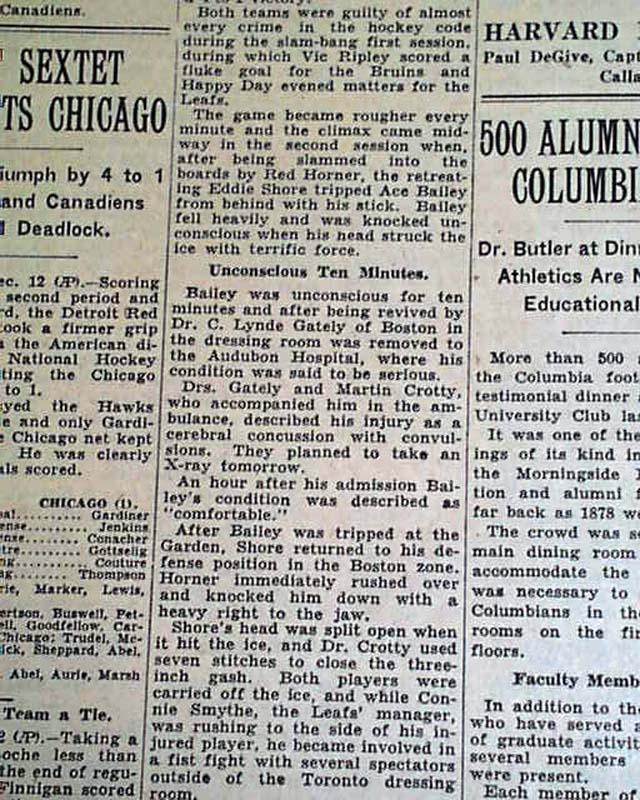 Canadiens.
SEXTET
TS CHICAGO
iumph by 4 to 1
and Canadiens
Deadlock.
ec. 12 (AP).—Scoring
second period and
rd, the Detroit Red
took a firmer grip
the American di-
National Hockey
ting the Chicago
to 1.
yed the Hawks
e and only Gardi-
e Chicago net kept
He was clearly
als scored.
CHICAGO (1).
Gardiner
Jenkins
Conacher
Gottselig
Couture
Thompson
rie, Marker, Lewis,
ertson, Buswell, Pet-
ell, Goodfellow, Car-
Chicago: Trudel, Mc-
ick, Sheppard, Abel,
Abel, Aurie, Marsh
Team a Tie.
2 (AP).—Taking a
oche less than
the end of regu-
Finnigan scored
Both teams were guilty of almost
every crime in the hockey code
during the slam-bang first session,
during which Vic Ripley scored a
fluke goal for the Bruins and
Happy Day evened matters for the
Leafs.
The game became rougher every
minute and the climax came mid-
way in the second session when,
after being slammed into the
boards by Red Horner, the retreat-
ing Eddie Shore tripped Ace Bailey
from behind with his stick. Bailey
fell heavily and was knocked un-
conscious when his head struck the
ice with terrific force.
Unconscious Ten Minutes.
Bailey was unconscious for ten
minutes and after being revived by
Dr. C. Lynde Gately of Boston in
the dressing room was removed to
the Audubon Hospital, where his
condition was said to be serious.
Drs. Gately and Martin Crotty,
who accompanied him in the am-
bulance, described his injury as a
cerebral concussion with convul-
sions. They planned to take an
X-ray tomorrow.
An hour after his admission Bai-
ley's condition was described as
"comfortable."
After Bailey was tripped at the
Garden, Shore returned to his de-
fense position in the Boston zone.
Horner immediately rushed over
and knocked him down with a
heavy right to the jaw.
Shore's head was split open when
it hit the ice, and Dr. Crotty used
seven stitches to close the three-
inch gash. Both players were
carried off the ice, and while Con-
nie Smythe, the Leafs' manager,
was rushing to the side of his in-
jured player, he became involved in
a fist fight with several spectators
outside of the Toronto dressing
room.
HARVARD
Paul DeGive, Capt
Calla
500 ALUMN
COLUMBI
Dr. Butler at Din
Athletics Are N
Educational
More than 500
the Columbia foot
testimonial dinner
University Club la
It was one of the
ings of its kind in
the Morningside
tion and alumni
far back as 1878 w
The crowd was s
main dining room
accommodate the
was necessary to
Columbians in th
rooms on the fi
floors.
Faculty Memb
In addition to th
who have served a
of graduate activit
several members
were present.
Each member of